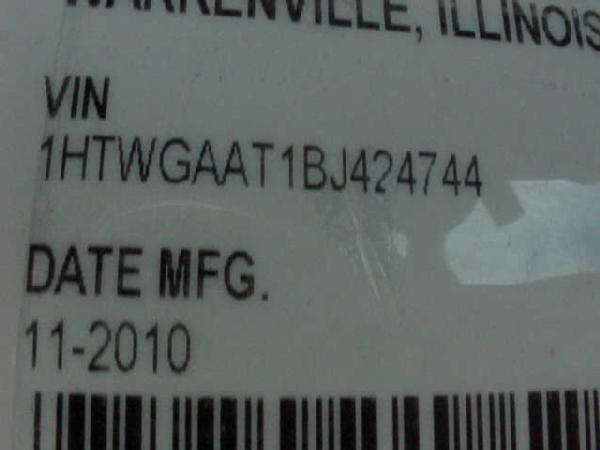 WARRENVILLE, ILLINOIS
VIN
1HTWGAAT1BJ424744
DATE MFG.
11-2010